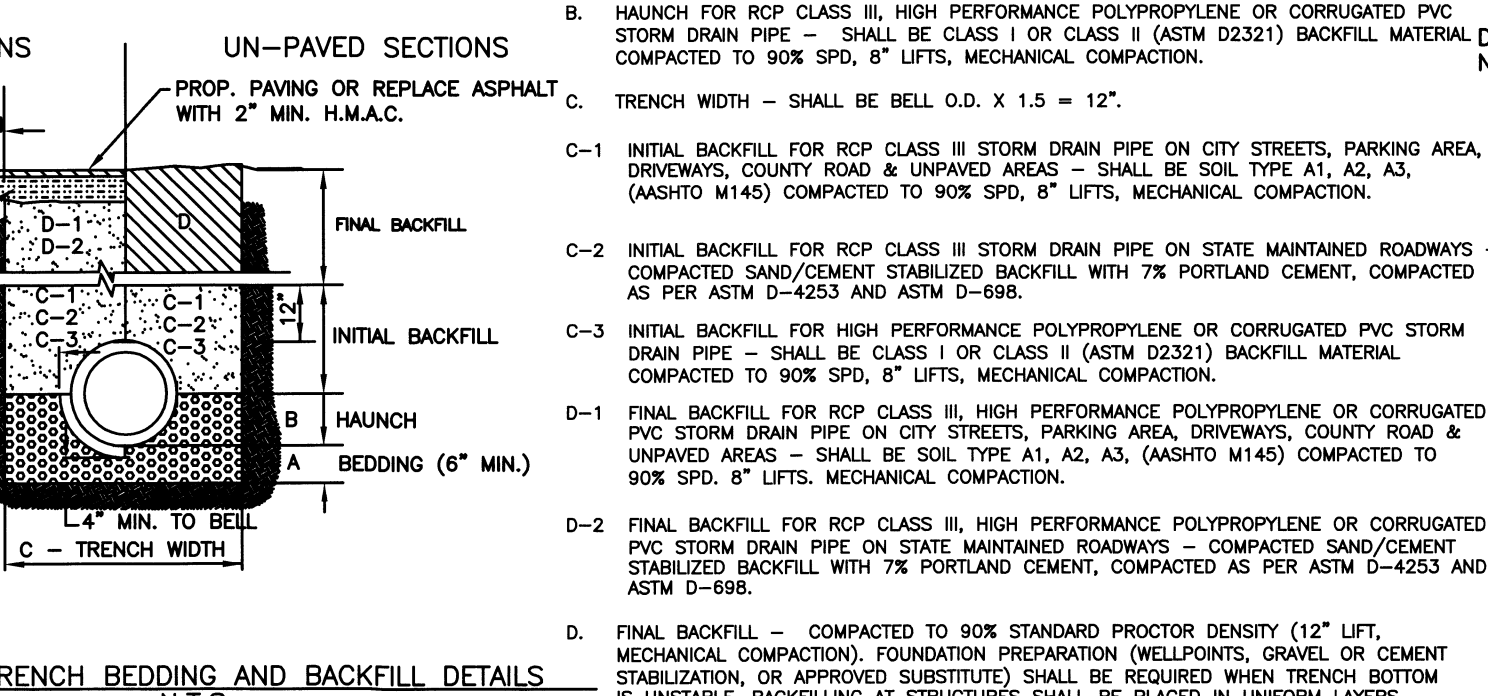 NS
UN-PAVED SECTIONS
PROP. PAVING OR REPLACE ASPHALT
WITH 2" MIN. H.M.A.C.
D-1
D-2
D
FINAL BACKFILL
C-1
C-2
C-3
C-1
C-2
C-3
12"
INITIAL BACKFILL
B
HAUNCH
A
BEDDING (6" MIN.)
4" MIN. TO BELL
C - TRENCH WIDTH
RENCH BEDDING AND BACKFILL DETAILS
B. HAUNCH FOR RCP CLASS III, HIGH PERFORMANCE POLYPROPYLENE OR CORRUGATED PVC
STORM DRAIN PIPE - SHALL BE CLASS I OR CLASS II (ASTM D2321) BACKFILL MATERIAL
COMPACTED TO 90% SPD, 8" LIFTS, MECHANICAL COMPACTION.
C. TRENCH WIDTH - SHALL BE BELL O.D. X 1.5 = 12".
C-1 INITIAL BACKFILL FOR RCP CLASS III STORM DRAIN PIPE ON CITY STREETS, PARKING AREA,
DRIVEWAYS, COUNTY ROAD & UNPAVED AREAS - SHALL BE SOIL TYPE A1, A2, A3,
(AASHTO M145) COMPACTED TO 90% SPD, 8" LIFTS, MECHANICAL COMPACTION.
C-2 INITIAL BACKFILL FOR RCP CLASS III STORM DRAIN PIPE ON STATE MAINTAINED ROADWAYS -
COMPACTED SAND/CEMENT STABILIZED BACKFILL WITH 7% PORTLAND CEMENT, COMPACTED
AS PER ASTM D-4253 AND ASTM D-698.
C-3 INITIAL BACKFILL FOR HIGH PERFORMANCE POLYPROPYLENE OR CORRUGATED PVC STORM
DRAIN PIPE - SHALL BE CLASS I OR CLASS II (ASTM D2321) BACKFILL MATERIAL
COMPACTED TO 90% SPD, 8" LIFTS, MECHANICAL COMPACTION.
D-1 FINAL BACKFILL FOR RCP CLASS III, HIGH PERFORMANCE POLYPROPYLENE OR CORRUGATED
PVC STORM DRAIN PIPE ON CITY STREETS, PARKING AREA, DRIVEWAYS, COUNTY ROAD &
UNPAVED AREAS - SHALL BE SOIL TYPE A1, A2, A3, (AASHTO M145) COMPACTED TO
90% SPD. 8" LIFTS. MECHANICAL COMPACTION.
D-2 FINAL BACKFILL FOR RCP CLASS III, HIGH PERFORMANCE POLYPROPYLENE OR CORRUGATED
PVC STORM DRAIN PIPE ON STATE MAINTAINED ROADWAYS - COMPACTED SAND/CEMENT
STABILIZED BACKFILL WITH 7% PORTLAND CEMENT, COMPACTED AS PER ASTM D-4253 AND
ASTM D-698.
D. FINAL BACKFILL - COMPACTED TO 90% STANDARD PROCTOR DENSITY (12" LIFT,
MECHANICAL COMPACTION). FOUNDATION PREPARATION (WELLPOINTS, GRAVEL OR CEMENT
STABILIZATION, OR APPROVED SUBSTITUTE) SHALL BE REQUIRED WHEN TRENCH BOTTOM
IS UNSTABLE. BACKFILLING AT STRUCTURES SHALL BE PLACED IN UNIFORM LAYERS